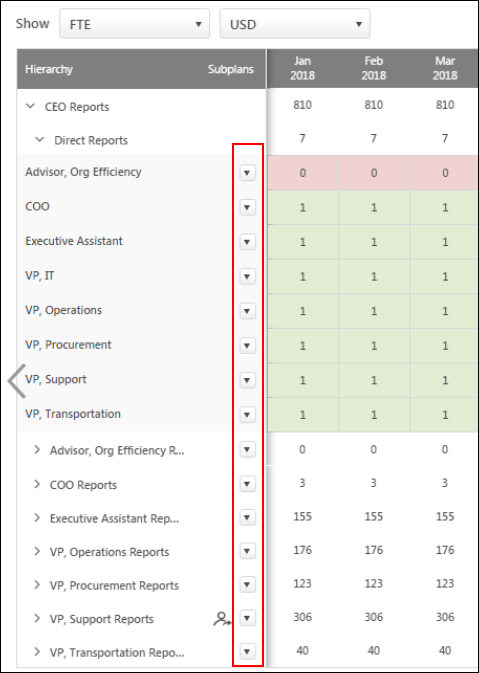 Show FTE USD
Hierarchy Subplans Jan 2018 Feb 2018 Mar 2018
CEO Reports 810 810 810
Direct Reports 7 7 7
Advisor, Org Efficiency 0 0 0
COO 1 1 1
Executive Assistant 1 1 1
VP, IT 1 1 1
VP, Operations 1 1 1
VP, Procurement 1 1 1
VP, Support 1 1 1
VP, Transportation 1 1 1
Advisor, Org Efficiency R... 0 0 0
COO Reports 3 3 3
Executive Assistant Rep... 155 155 155
VP, Operations Reports 176 176 176
VP, Procurement Reports 123 123 123
VP, Support Reports 306 306 306
VP, Transportation Repo... 40 40 40